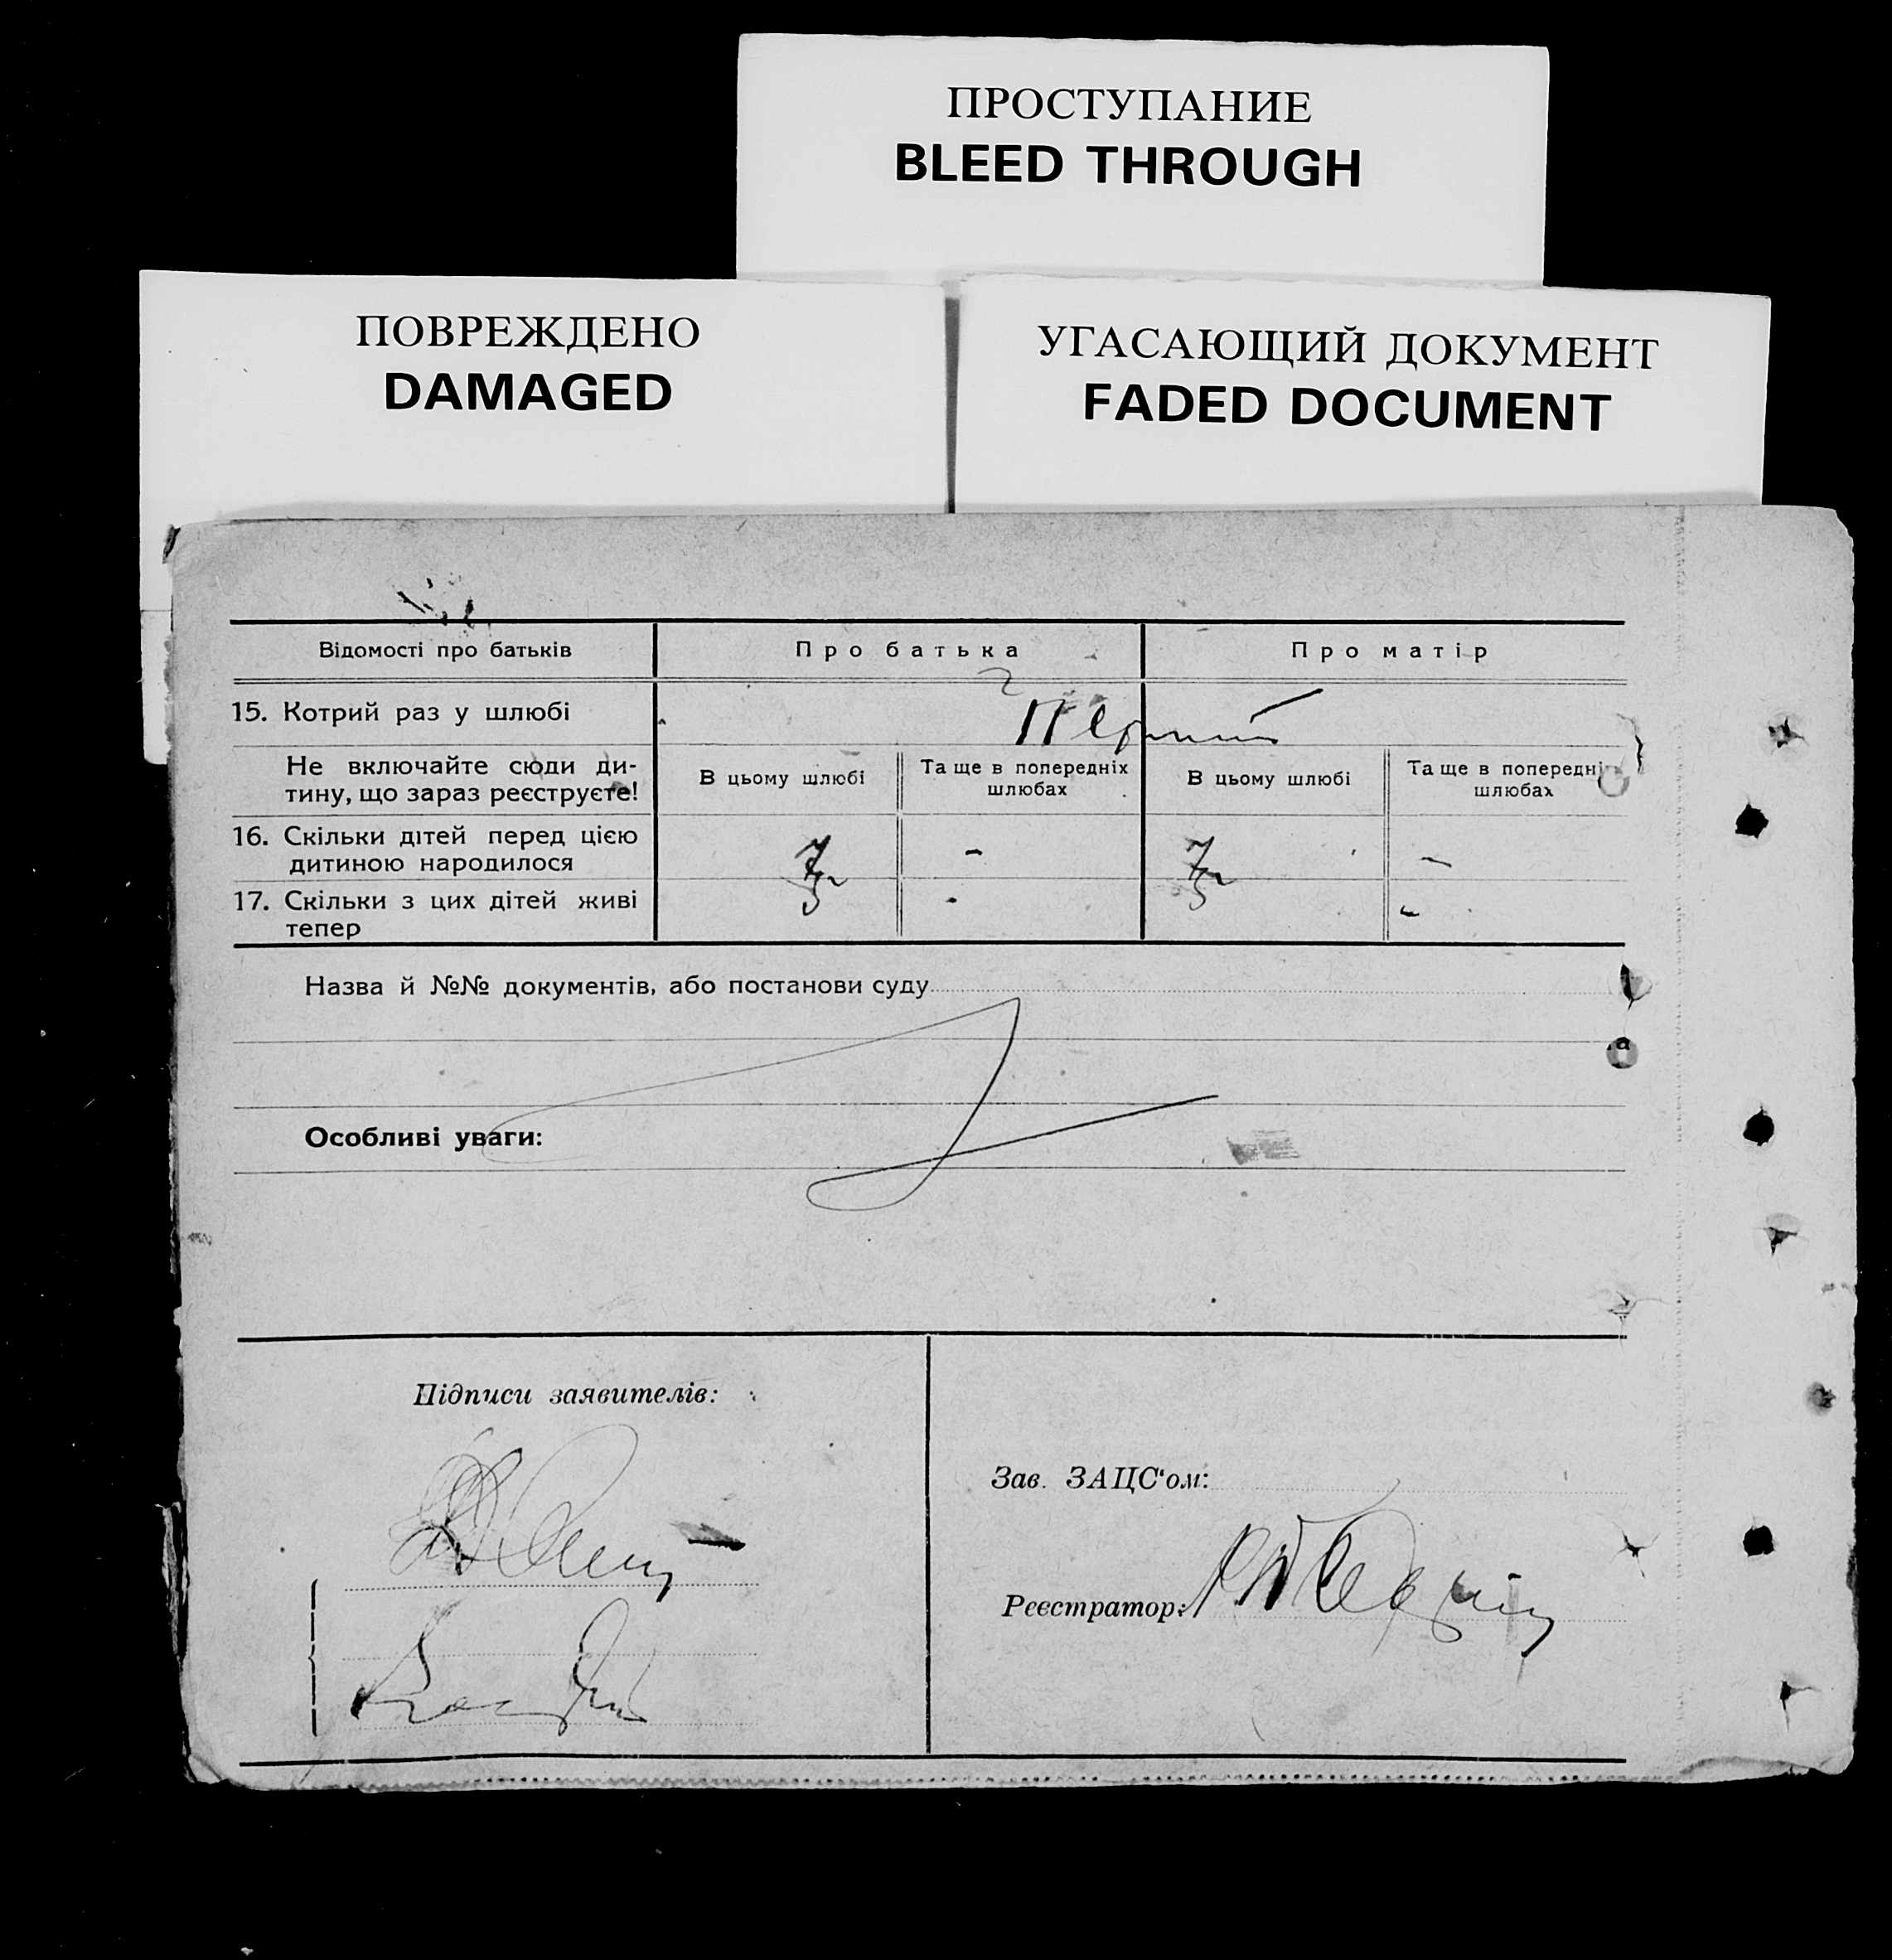 ПРОСТУПАНИЕ
BLEED THROUGH
ПОВРЕЖДЕНО
DAMAGED
УГАСАЮЩИЙ ДОКУМЕНТ
FADED DOCUMENT
Відомості про батьків
Про батька
Про матір
15. Котрий раз у шлюбі
Не включайте сюди ди-
тину, що зараз реєструєте!
В цьому шлюбі
Та ще в попередніх
шлюбах
В цьому шлюбі
Та ще в попередніх
шлюбах
16. Скільки дітей перед цією
дитиною народилося
-
-
17. Скільки з цих дітей живі
тепер
-
-
Назва й №№ документів, або постанови суду
Особливі уваги:
Підписи заявителів:
Зав. ЗАЦС'ом:
Реєстратор: